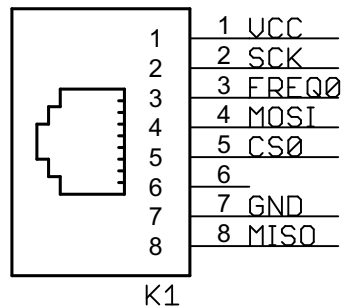 1 1 VCC
2 2 SCK
3 3 FREQ0
4 4 MOSI
5 5 CS0
6 6
7 7 GND
8 8 MISO
K1